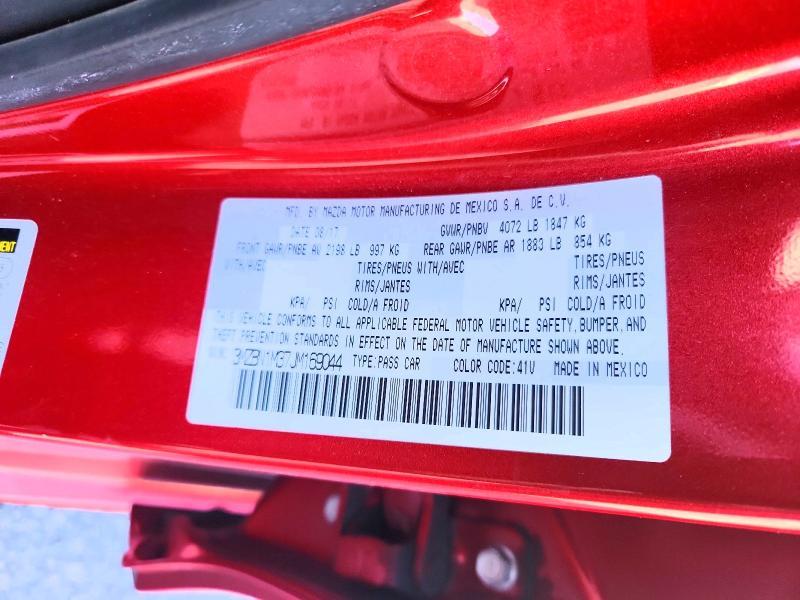 MFD. BY MAZDA MOTOR MANUFACTURING DE MEXICO S.A. DE C.V.
DATE 08/17 GVWR/PNBV 4072 LB 1847 KG
FRONT GAWR/PNBE AV 2198 LB 997 KG REAR GAWR/PNBE AR 1883 LB 854 KG
WITH/AVEC TIRES/PNEUS WITH/AVEC TIRES/PNEUS
RIMS/JANTES RIMS/JANTES
KPA/ PSI COLD/A FROID KPA/ PSI COLD/A FROID
THIS VEHICLE CONFORMS TO ALL APPLICABLE FEDERAL MOTOR VEHICLE SAFETY, BUMPER, AND
THEFT PREVENTION STANDARDS IN EFFECT ON THE DATE OF MANUFACTURE SHOWN ABOVE.
3MZBN1M37JM169044 TYPE:PASS CAR COLOR CODE:41V MADE IN MEXICO